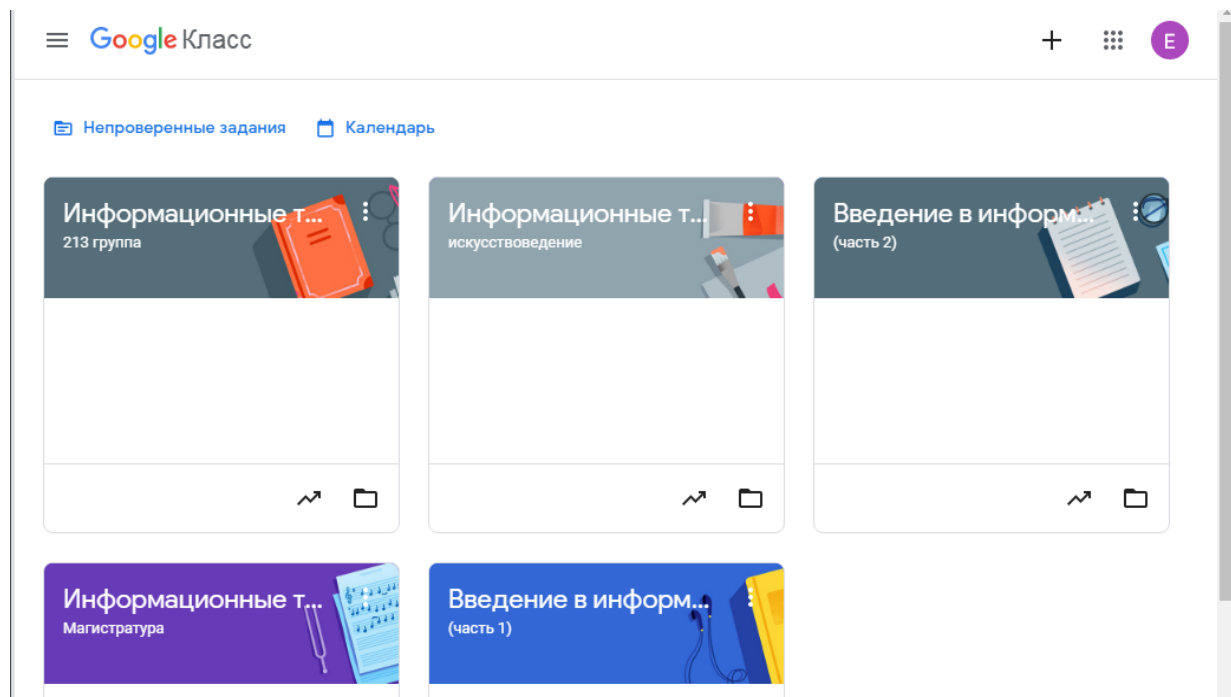 Google Класс
E
Непроверенные задания Календарь
Информационные т...
213 группа
Информационные т...
искусствоведение
Введение в информ...
(часть 2)
Информационные т...
Магистратура
Введение в информ...
(часть 1)